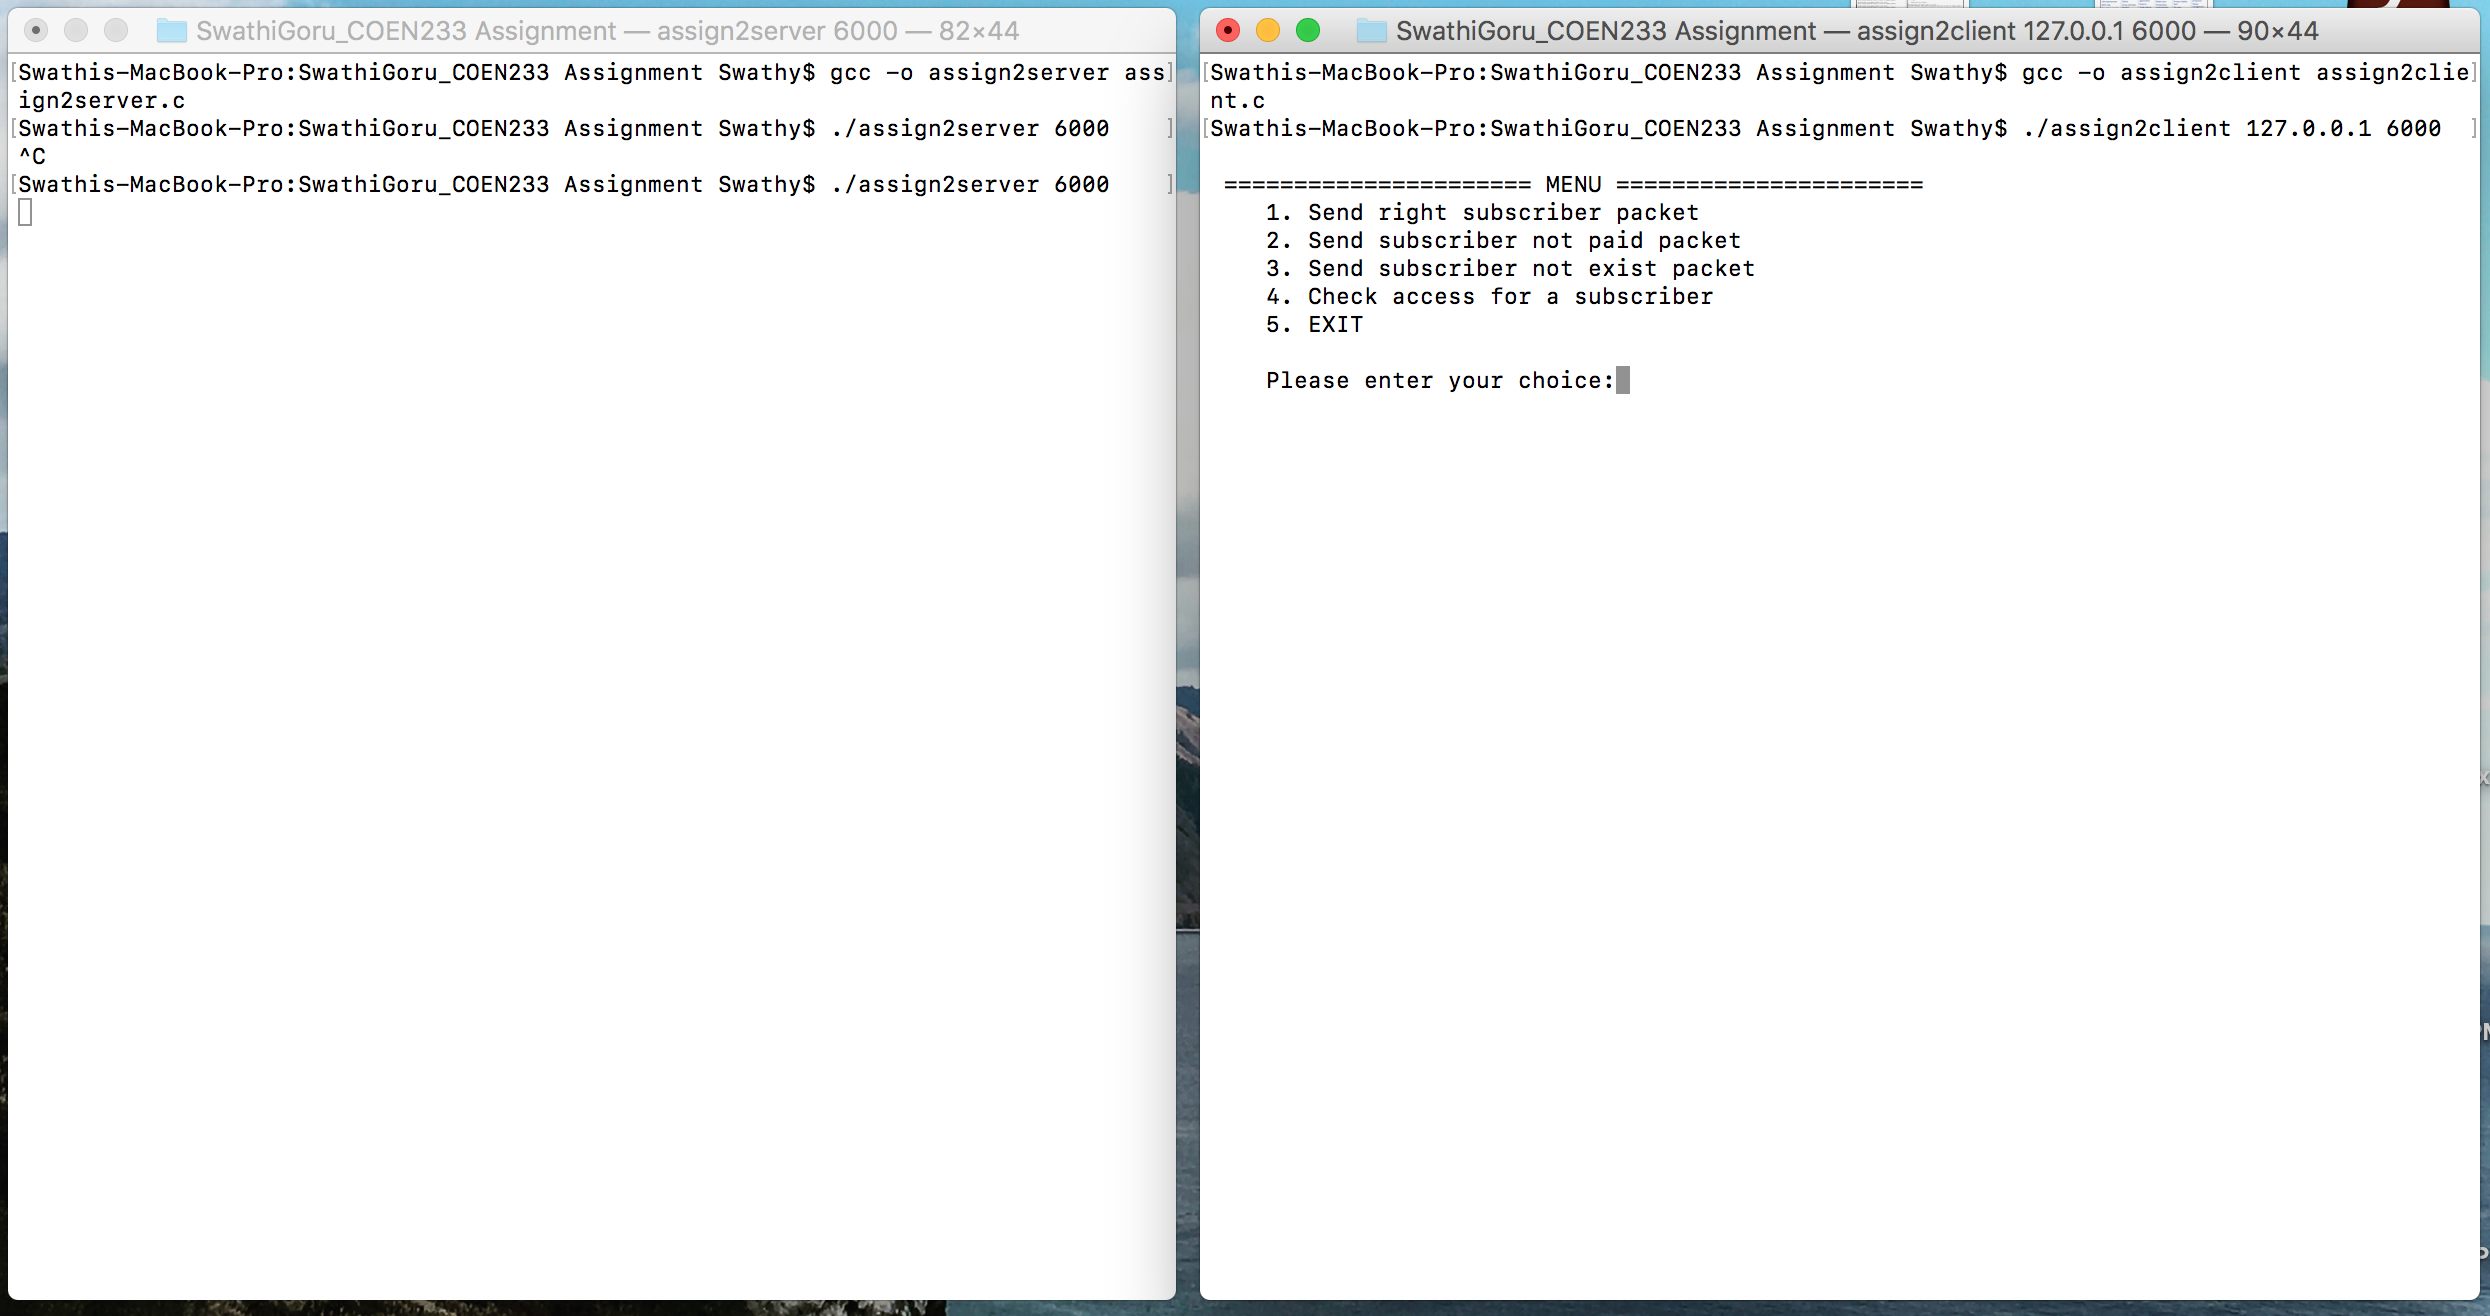 SwathiGoru_COEN233 Assignment — assign2server 6000 — 82×44
[Swathis-MacBook-Pro:SwathiGoru_COEN233 Assignment Swathy$ gcc -o assign2server ass]
ign2server.c
[Swathis-MacBook-Pro:SwathiGoru_COEN233 Assignment Swathy$ ./assign2server 6000 ]
^C
[Swathis-MacBook-Pro:SwathiGoru_COEN233 Assignment Swathy$ ./assign2server 6000 ]
SwathiGoru_COEN233 Assignment — assign2client 127.0.0.1 6000 — 90×44
[Swathis-MacBook-Pro:SwathiGoru_COEN233 Assignment Swathy$ gcc -o assign2client assign2clie]
nt.c
[Swathis-MacBook-Pro:SwathiGoru_COEN233 Assignment Swathy$ ./assign2client 127.0.0.1 6000 ]
====================== MENU ======================
1. Send right subscriber packet
2. Send subscriber not paid packet
3. Send subscriber not exist packet
4. Check access for a subscriber
5. EXIT
Please enter your choice: